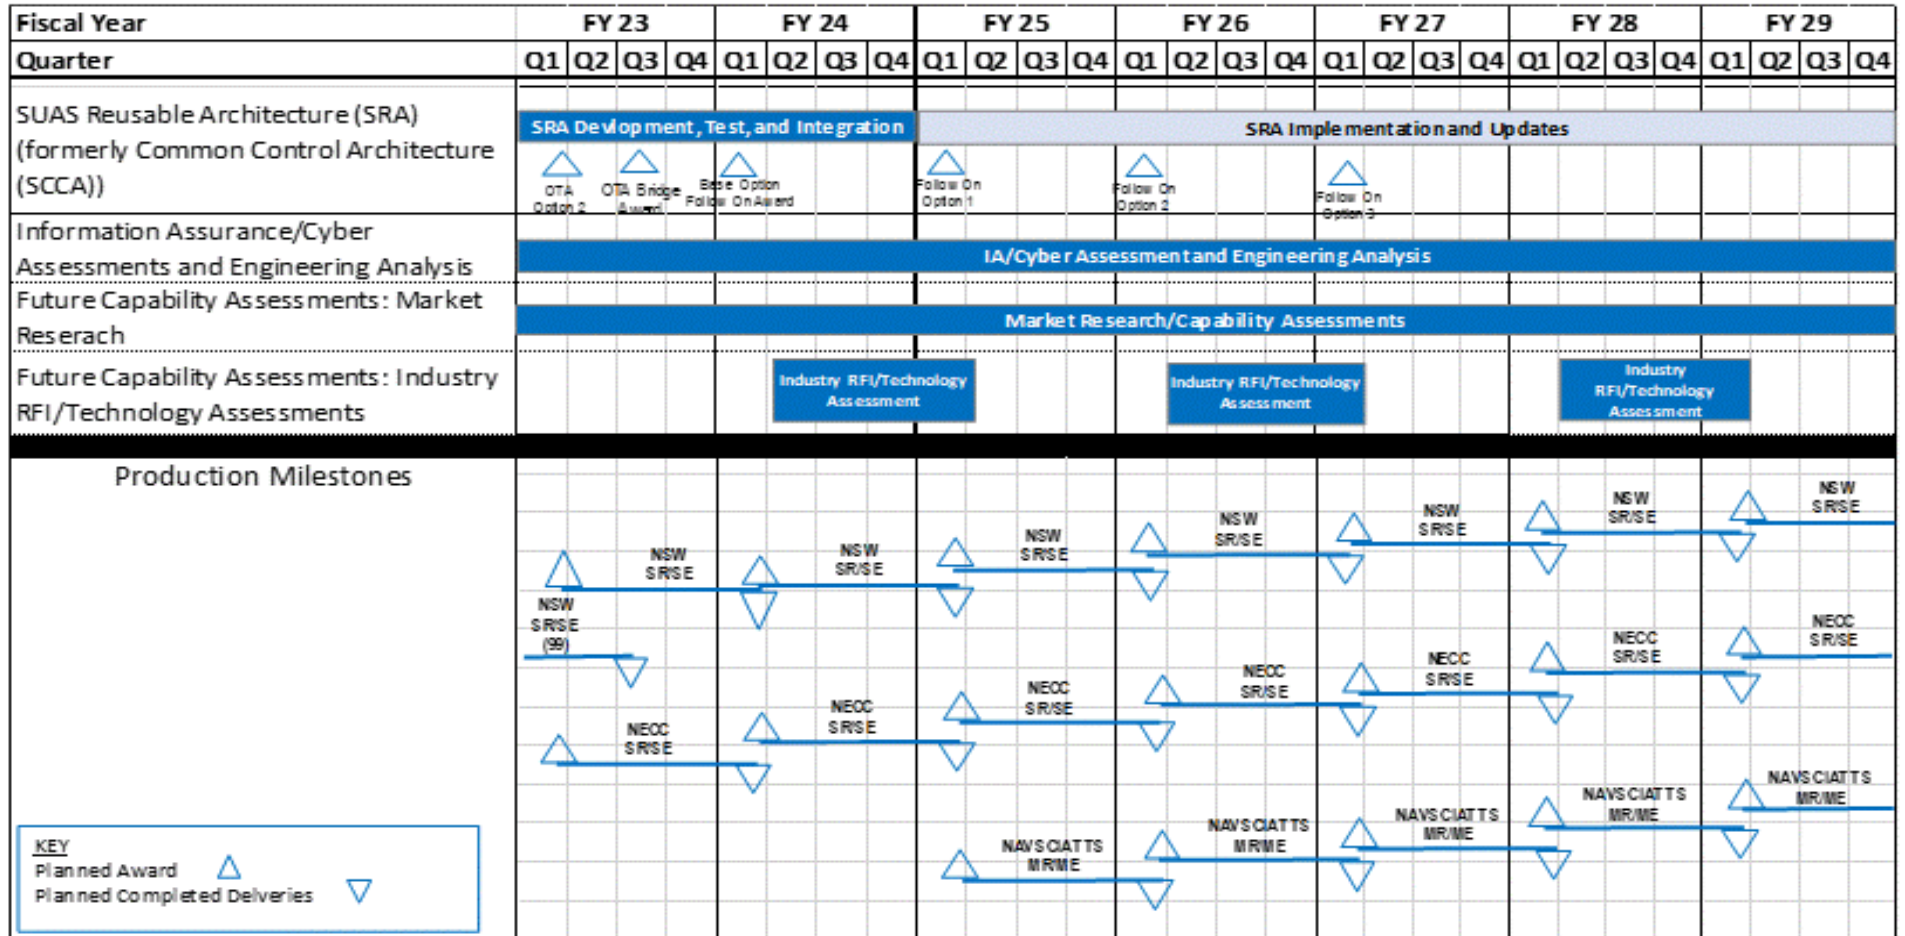 Fiscal Year FY 23 FY 24 FY 25 FY 26 FY 27 FY 28 FY 29
Quarter Q1 Q2 Q3 Q4 Q1 Q2 Q3 Q4 Q1 Q2 Q3 Q4 Q1 Q2 Q3 Q4 Q1 Q2 Q3 Q4 Q1 Q2 Q3 Q4 Q1 Q2 Q3 Q4
SUAS Reusable Architecture (SRA)
(formerly Common Control Architecture
(SCCA))
SRA Devlopment, Test, and Integration
SRA Implementation and Updates
OTA
Option 2
OTA Bridge
Award
Base Option
Follow On Award
Follow On
Option 1
Follow On
Option 2
Follow On
Option 3
Information Assurance/Cyber
Assessments and Engineering Analysis
IA/Cyber Assessment and Engineering Analysis
Future Capability Assessments: Market
Reserach
Market Research/Capability Assessments
Future Capability Assessments: Industry
RFI/Technology Assessments
Industry RFI/Technology
Assessment
Industry RFI/Technology
Assessment
Industry
RFI/Technology
Assessment
Production Milestones
NSW
SR/SE
NSW
SR/SE
NSW
SR/SE
NSW
SR/SE
NSW
SR/SE
NSW
SR/SE
NSW
SR/SE
NSW
SR/SE
(99)
NECC
SR/SE
NECC
SR/SE
NECC
SR/SE
NECC
SR/SE
NECC
SR/SE
NECC
SR/SE
NECC
SR/SE
NAVSCIATTS
MR/ME
NAVSCIATTS
MR/ME
NAVSCIATTS
MR/ME
NAVSCIATTS
MR/ME
NAVSCIATTS
MR/ME
KEY
Planned Award
Planned Completed Delveries